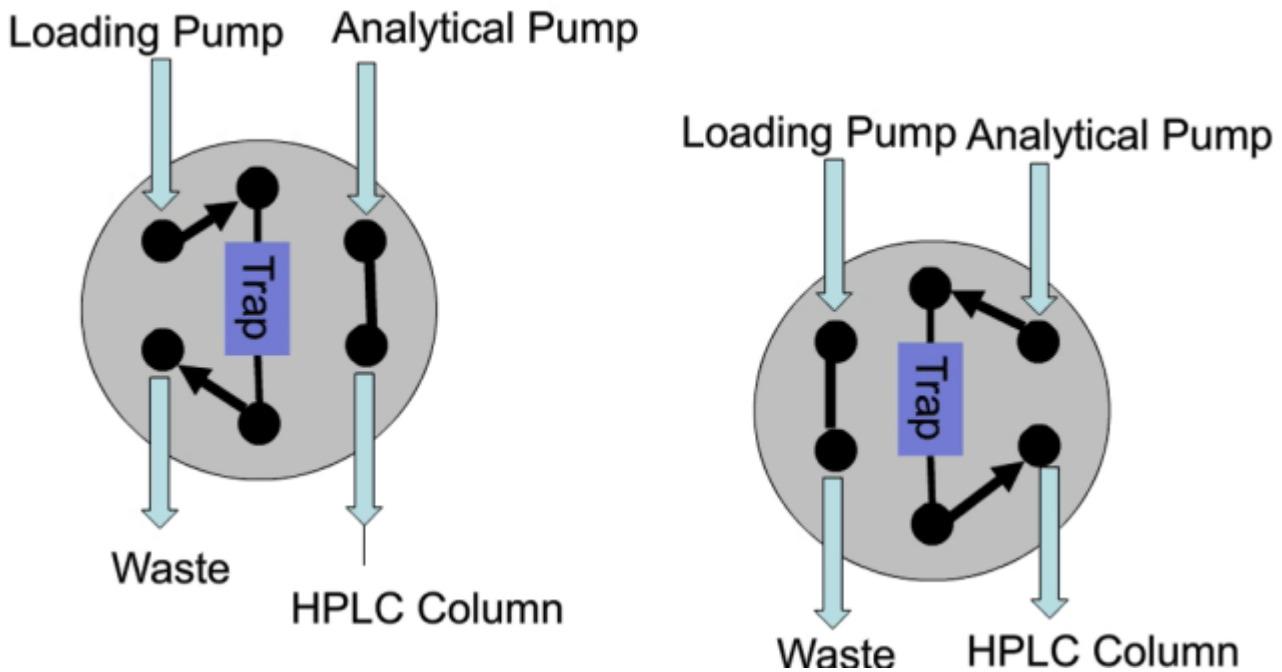 Loading Pump
Analytical Pump
Trap
Waste
HPLC Column
Loading Pump
Analytical Pump
Trap
Waste
HPLC Column